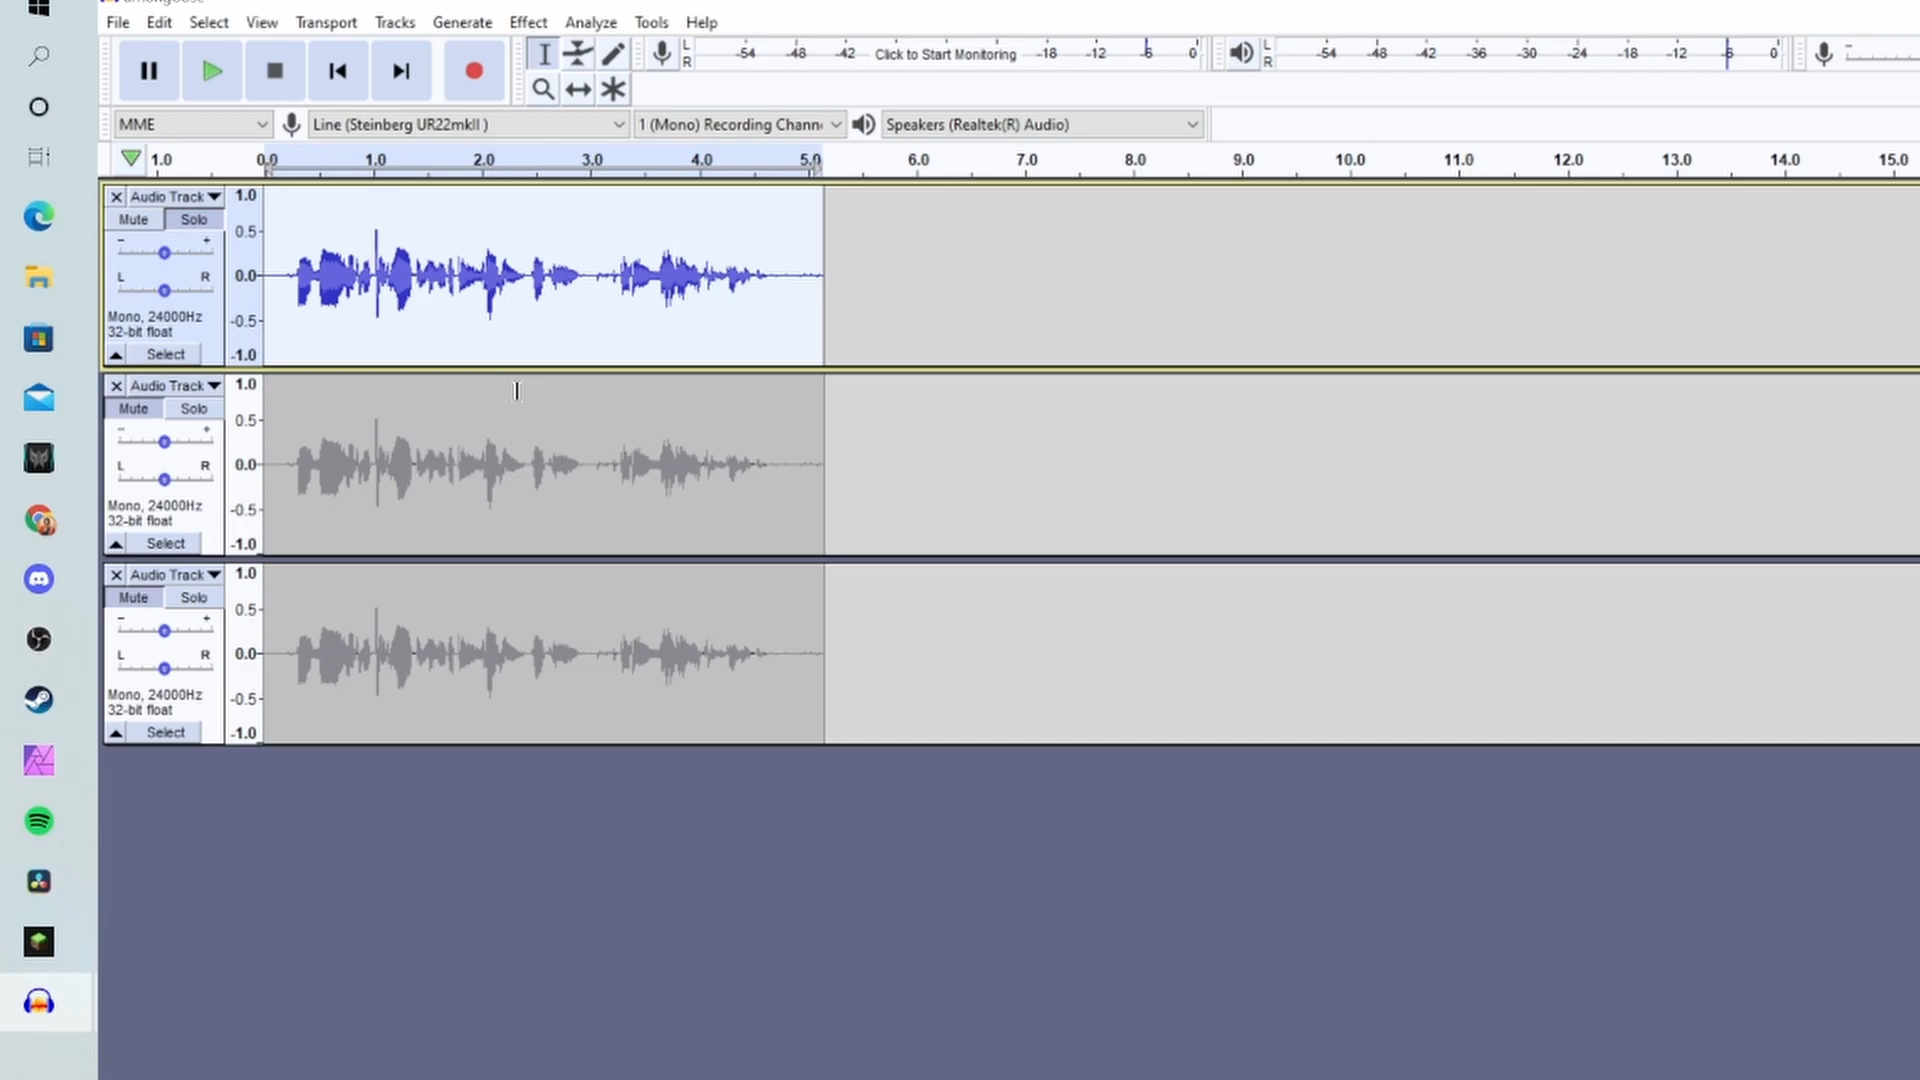 File Edit Select View Transport Tracks Generate Effect Analyze Tools Help
L R -54 -48 -42 Click to Start Monitoring -18 -12 -6 0 L R -54 -48 -42 -36 -30 -24 -18 -12 -6 0
MME Line (Steinberg UR22mkII ) 1 (Mono) Recording Chann Speakers (Realtek(R) Audio)
1.0 0.0 1.0 2.0 3.0 4.0 5.0 6.0 7.0 8.0 9.0 10.0 11.0 12.0 13.0 14.0 15.0
Audio Track 1.0
Mute Solo 0.5
- +
L R 0.0
Mono, 24000Hz -0.5
32-bit float
Select -1.0
Audio Track 1.0
Mute Solo 0.5
- +
L R 0.0
Mono, 24000Hz -0.5
32-bit float
Select -1.0
Audio Track 1.0
Mute Solo 0.5
- +
L R 0.0
Mono, 24000Hz -0.5
32-bit float
Select -1.0